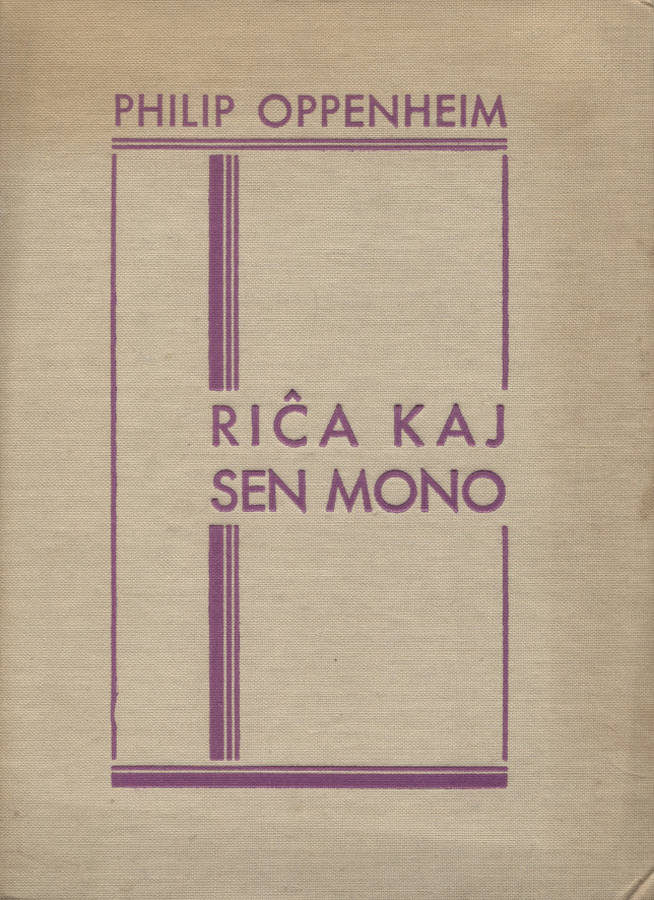 PHILIP OPPENHEIM
RIĈA KAJ
SEN MONO